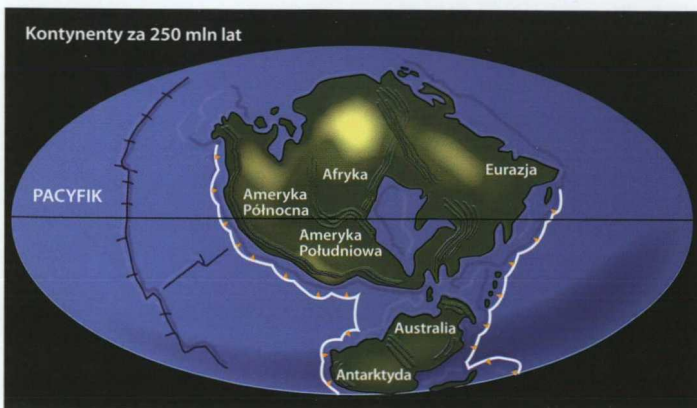 Kontynenty za 250 mln lat
Afryka
Eurazja
PACYFIK
Ameryka
Północna
Ameryka
Południowa
Australia
Antarktyda